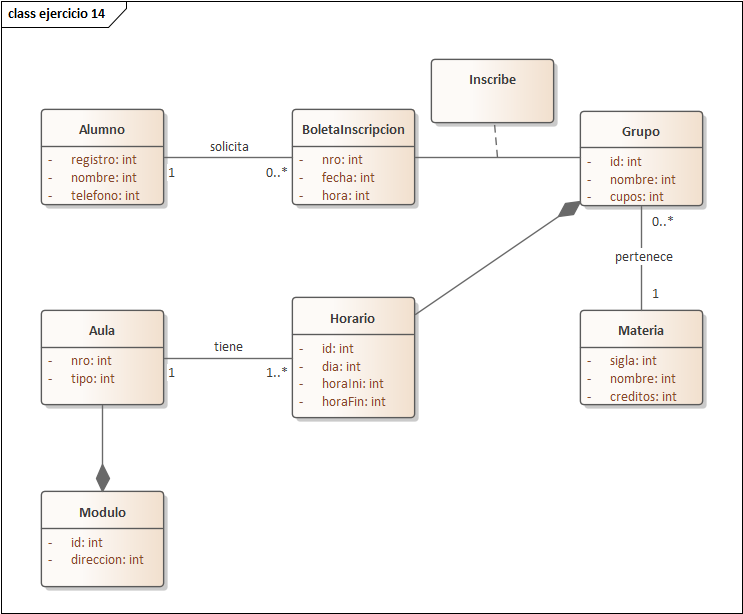 class ejercicio 14
Inscribe
Alumno
- registro: int
- nombre: int
- telefono: int
solicita
1
0..*
BoletaInscripcion
- nro: int
- fecha: int
- hora: int
Grupo
- id: int
- nombre: int
- cupos: int
0..*
pertenece
1
Aula
- nro: int
- tipo: int
tiene
1
1..*
Horario
- id: int
- dia: int
- horaIni: int
- horaFin: int
Materia
- sigla: int
- nombre: int
- creditos: int
Modulo
- id: int
- direccion: int